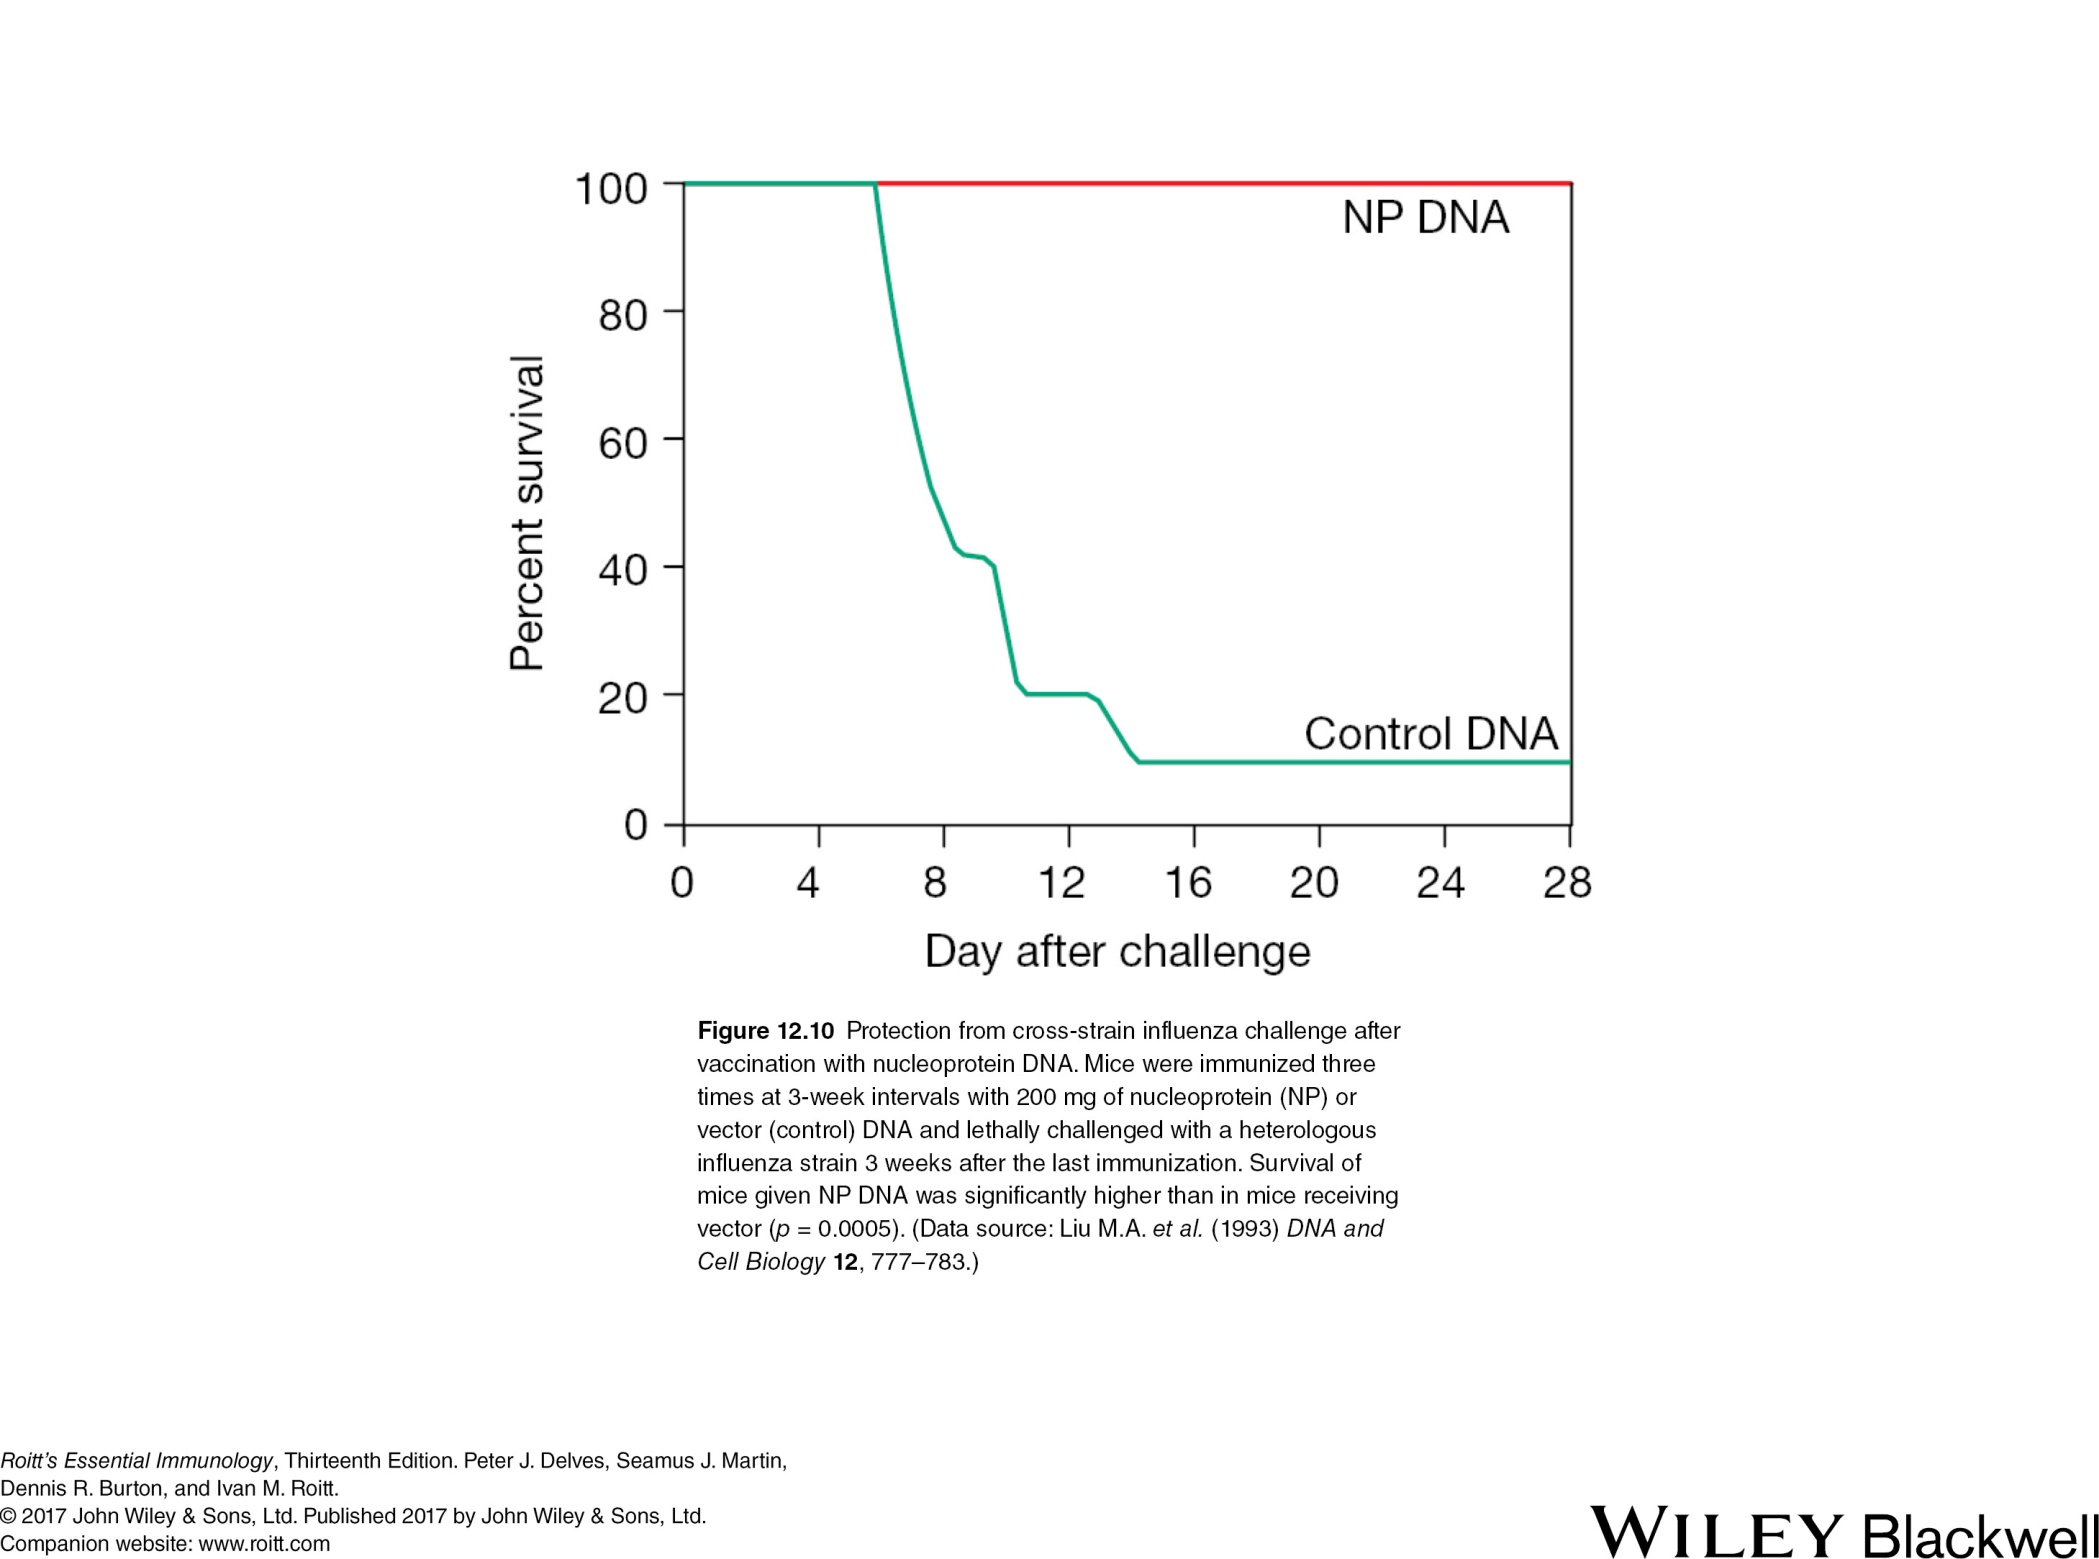 100
80
60
40
20
0
Percent survival
NP DNA
Control DNA
0 4 8 12 16 20 24 28
Day after challenge
Figure 12.10 Protection from cross-strain influenza challenge after
vaccination with nucleoprotein DNA. Mice were immunized three
times at 3-week intervals with 200 mg of nucleoprotein (NP) or
vector (control) DNA and lethally challenged with a heterologous
influenza strain 3 weeks after the last immunization. Survival of
mice given NP DNA was significantly higher than in mice receiving
vector (p = 0.0005). (Data source: Liu M.A. et al. (1993) DNA and
Cell Biology 12, 777–783.)
Roitt's Essential Immunology, Thirteenth Edition. Peter J. Delves, Seamus J. Martin,
Dennis R. Burton, and Ivan M. Roitt.
© 2017 John Wiley & Sons, Ltd. Published 2017 by John Wiley & Sons, Ltd.
Companion website: www.roitt.com
WILEY Blackwell